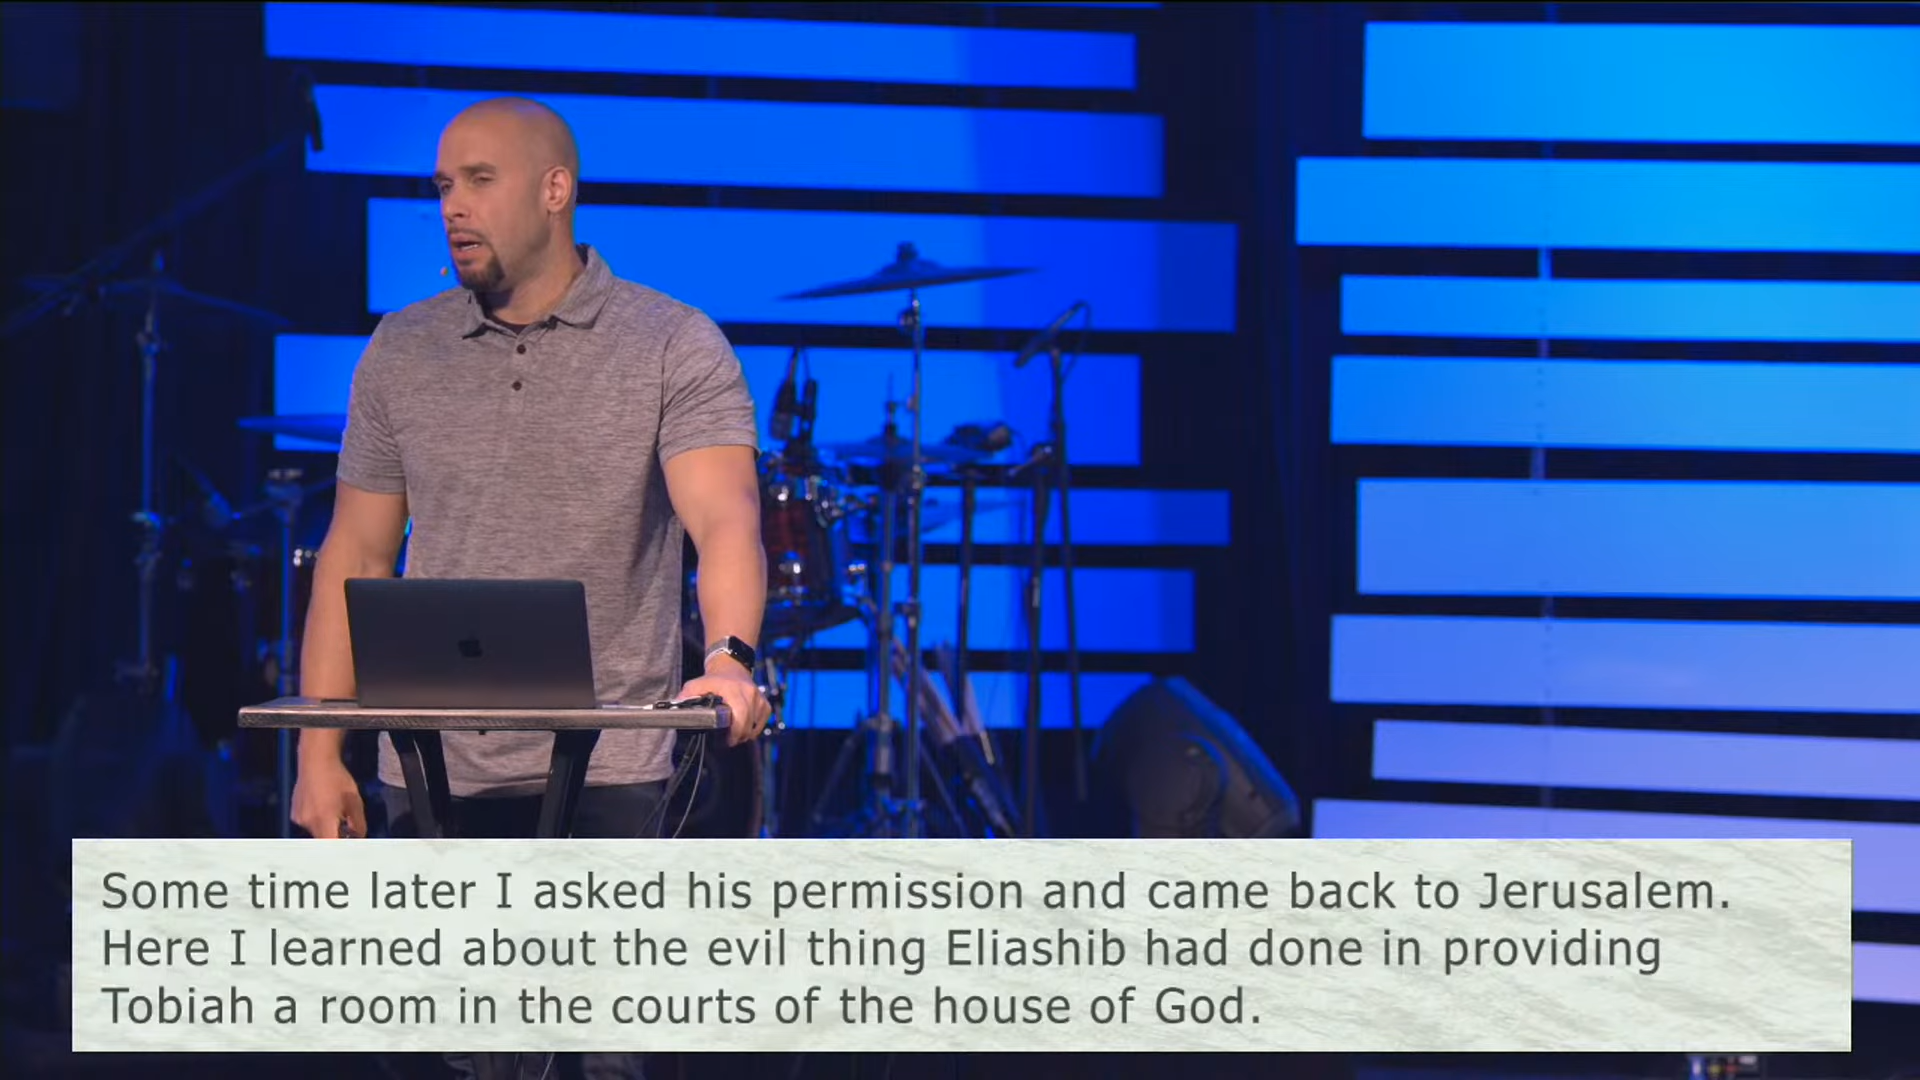 Some time later I asked his permission and came back to Jerusalem.
Here I learned about the evil thing Eliashib had done in providing
Tobiah a room in the courts of the house of God.